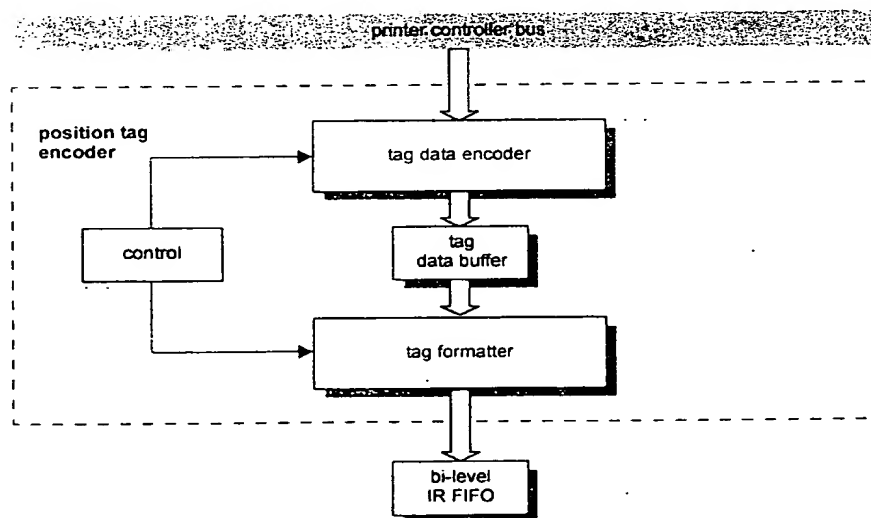 printer controller bus
position tag
encoder
tag data encoder
control
tag
data buffer
tag formatter
bi-level
IR FIFO